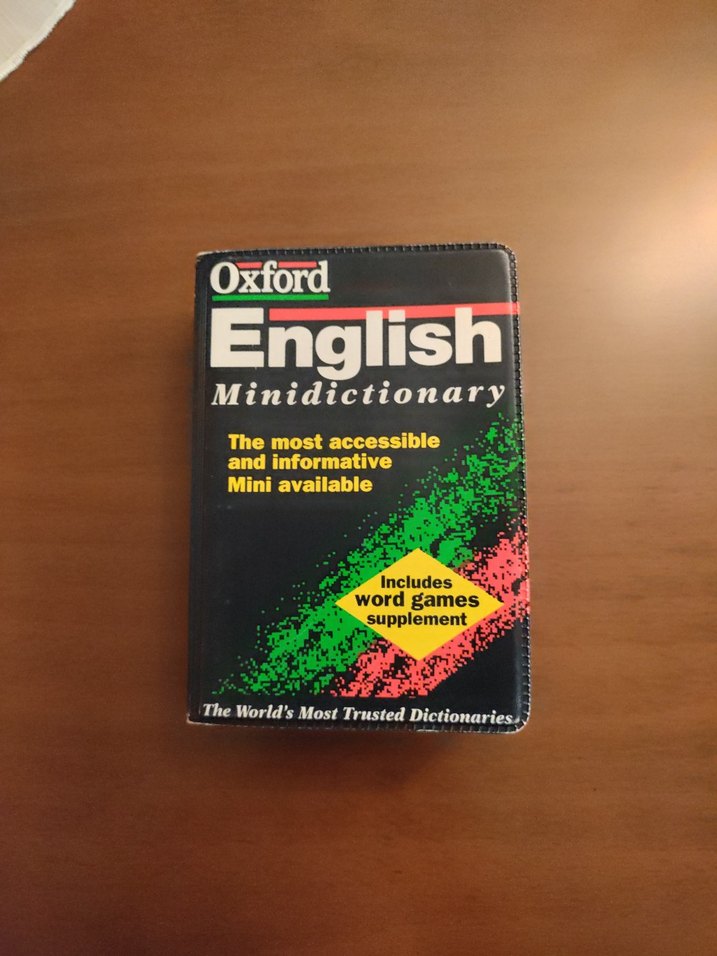 Oxford
English
Minidictionary
The most accessible
and informative
Mini available
Includes
word games
supplement
The World's Most Trusted Dictionaries